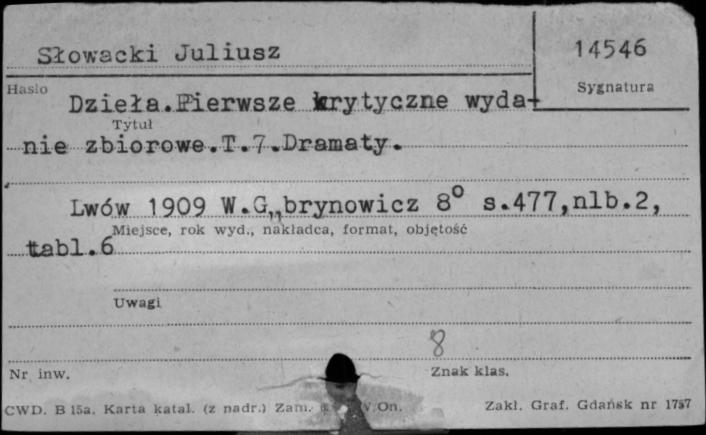 Słowacki Juliusz
14546
Hasło
Sygnatura
Dzieła.Pierwsze krytyczne wyda-
Tytuł
nie zbiorowe.T.7.Dramaty.
Lwów 1909 W.G„brynowicz 8° s.477,nlb.2,
Miejsce, rok wyd., nakładca, format, objętość
tabl.6
Uwagi
8
Nr inw.
Znak klas.
CWD. B 15a. Karta katal. (z nadr.) Zam. On.
Zakł. Graf. Gdańsk nr 1757